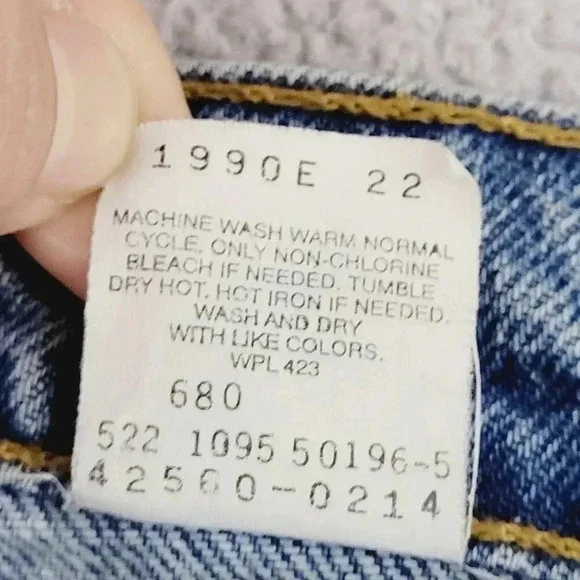 1990E 22
MACHINE WASH WARM NORMAL
CYCLE. ONLY NON-CHLORINE
BLEACH IF NEEDED. TUMBLE
DRY HOT. HOT IRON IF NEEDED.
WASH AND DRY
WITH LIKE COLORS.
WPL 423
680
522 1095 50196-5
42560-0214